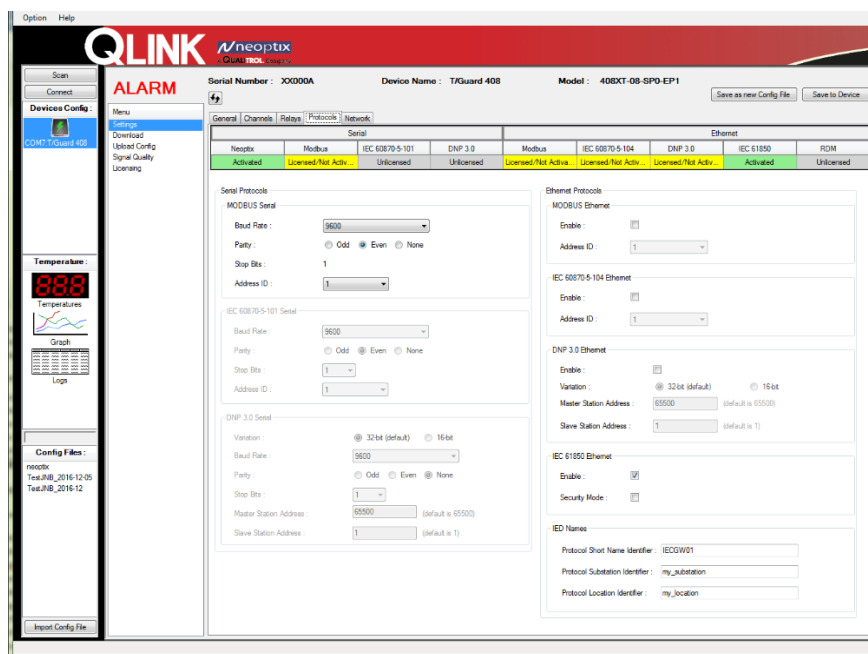 Option Help
QLINK
neoptix
A QUALITROL Company
Scan
Connect
Devices Config :
COM7:T/Guard 408
Temperature :
888
Temperatures
Graph
Logs
Config Files :
neoptix
TestJNB_2016-12-05
TestJNB_2016-12
Import Config File
ALARM
Menu
Settings
Download
Upload Config
Signal Quality
Licensing
Serial Number : XX000A Device Name : T/Guard 408 Model : 408XT-08-SP0-EP1
Save as new Config File Save to Device
General Channels Relays Protocols Network
Serial Ethernet
Neoptix Modbus IEC 60870-5-101 DNP 3.0 Modbus IEC 60870-5-104 DNP 3.0 IEC 61850 RDM
Activated Licensed/Not Activ... Unlicensed Unlicensed Licensed/Not Activa... Licensed/Not Activ... Licensed/Not Activ... Activated Unlicensed
Serial Protocols
MODBUS Serial
Baud Rate : 9600
Parity : Odd Even None
Stop Bits : 1
Address ID : 1
IEC 60870-5-101 Serial
Baud Rate : 9600
Parity : Odd Even None
Stop Bits : 1
Address ID : 1
DNP 3.0 Serial
Variation : 32-bit (default) 16-bit
Baud Rate : 9600
Parity : Odd Even None
Stop Bits : 1
Master Station Address : 65500 (default is 65500)
Slave Station Address : 1 (default is 1)
Ethernet Protocols
MODBUS Ethernet
Enable :
Address ID : 1
IEC 60870-5-104 Ethernet
Enable :
Address ID : 1
DNP 3.0 Ethernet
Enable :
Variation : 32-bit (default) 16-bit
Master Station Address : 65500 (default is 65500)
Slave Station Address : 1 (default is 1)
IEC 61850 Ethernet
Enable :
Security Mode :
IED Names
Protocol Short Name Identifier : IECGW01
Protocol Substation Identifier : my_substation
Protocol Location Identifier : my_location